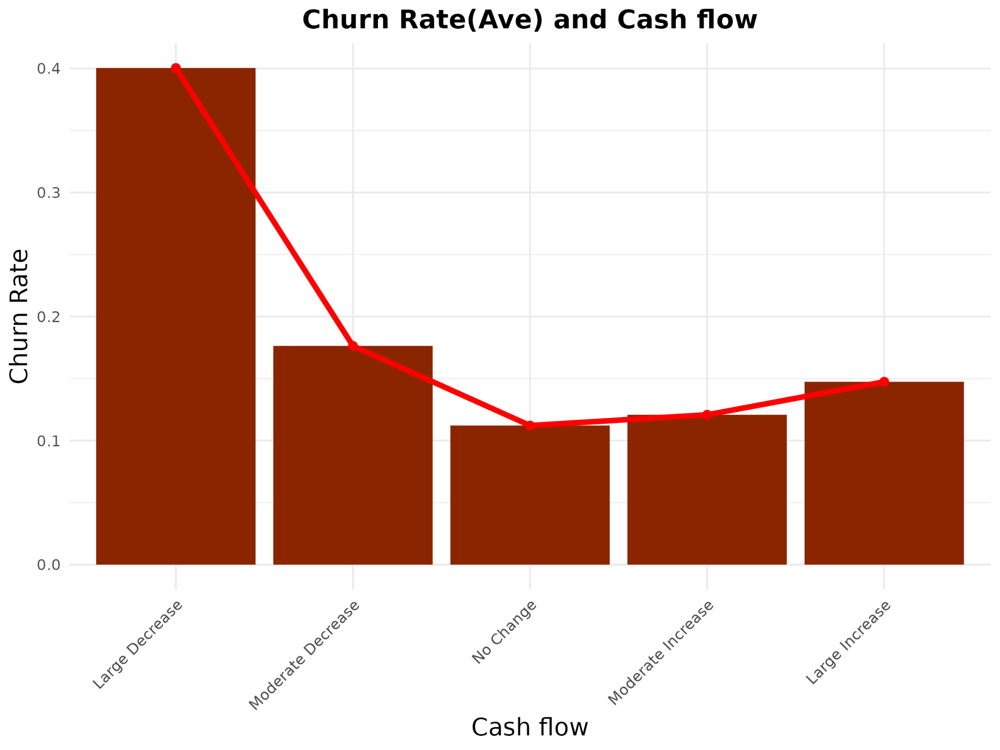 Churn Rate(Ave) and Cash flow
Churn Rate
0.4
0.3
0.2
0.1
0.0
Large Decrease
Moderate Decrease
No Change
Moderate Increase
Large Increase
Cash flow